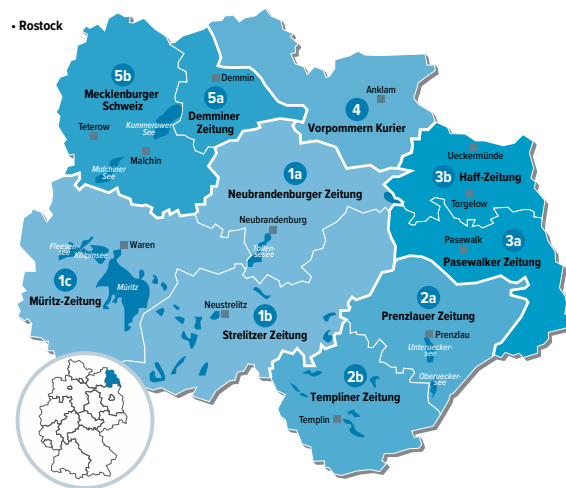 • Rostock
5b
Mecklenburger
Schweiz
Teterow
Kummerower
See
Malchin
Malchiner
See
Demmin
5a
Demminer
Zeitung
Anklam
4
Vorpommern Kurier
1a
Neubrandenburger Zeitung
Neubrandenburg
Tollen-
sesee
Ueckermünde
3b
Haff-Zeitung
Torgelow
3a
Pasewalk
Pasewalker Zeitung
Fleesen-
see
Kölpinsee
Waren
Müritz
1c
Müritz-Zeitung
Neustrelitz
1b
Strelitzer Zeitung
2a
Prenzlauer Zeitung
Prenzlau
Unteruecker-
see
Oberuecker-
see
2b
Templiner Zeitung
Templin